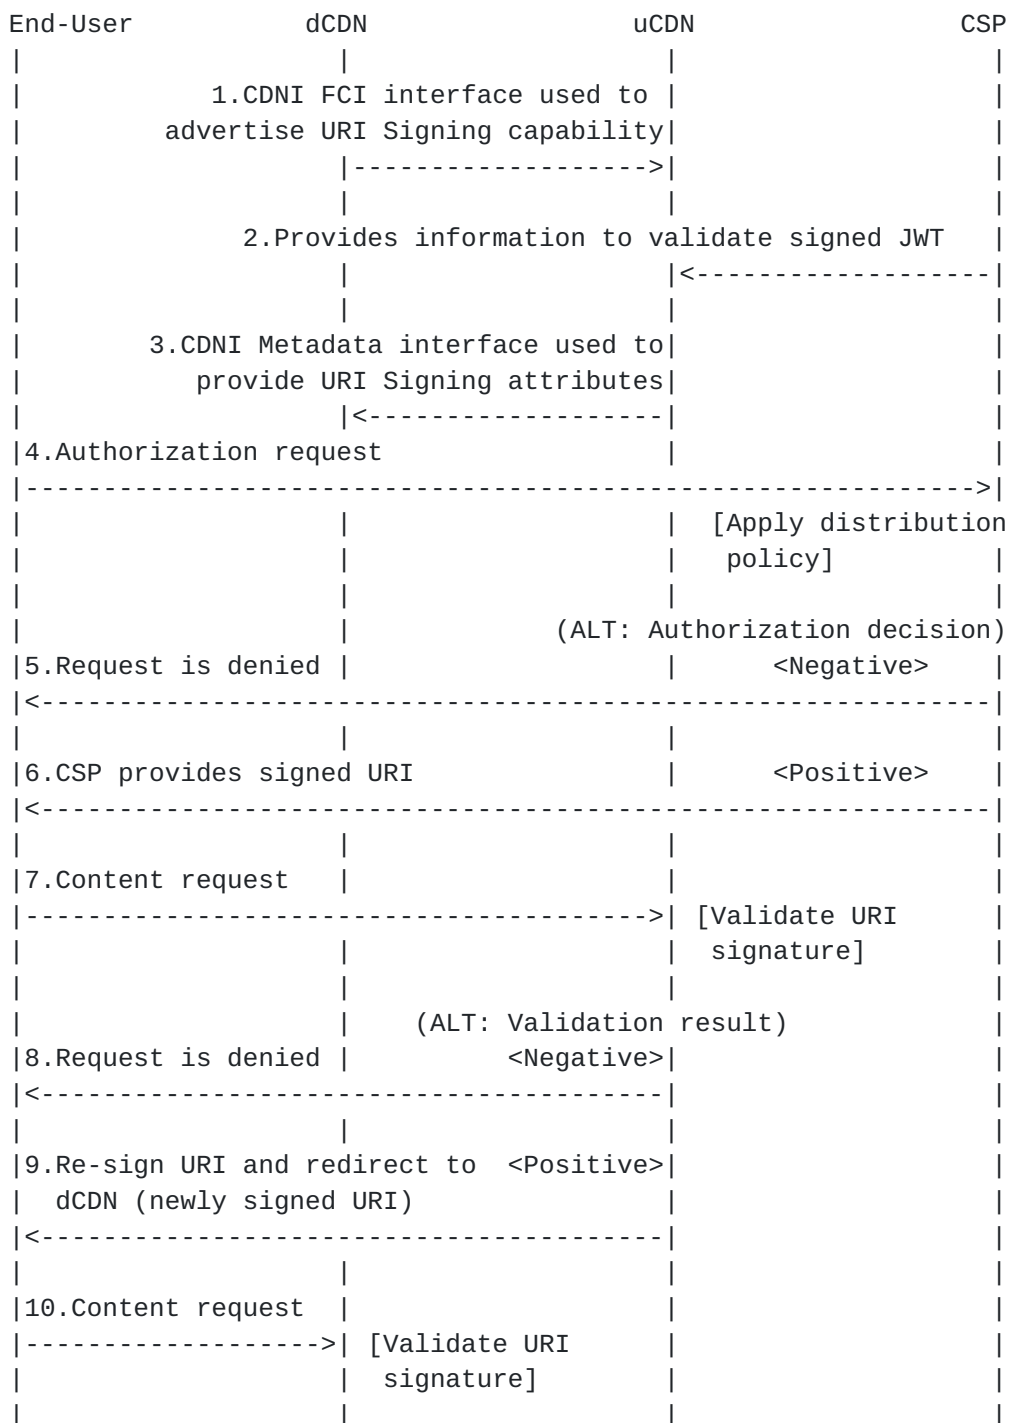 End-User           dCDN                 uCDN                 CSP
|                    |                    |                    |
|            1.CDNI FCI interface used to |                    |
|         advertise URI Signing capability|                    |
|                    |------------------->|                    |
|                    |                    |                    |
|              2.Provides information to validate signed JWT   |
|                    |                    |<-------------------|
|                    |                    |                    |
|        3.CDNI Metadata interface used to|                    |
|           provide URI Signing attributes|                    |
|                    |<-------------------|                    |
|4.Authorization request                  |                    |
|------------------------------------------------------------->|
|                    |                    |  [Apply distribution
|                    |                    |   policy]          |
|                    |                    |                    |
|                    |             (ALT: Authorization decision)
|5.Request is denied |                    |      <Negative>    |
|<-------------------------------------------------------------|
|                    |                    |                    |
|6.CSP provides signed URI                |      <Positive>    |
|<-------------------------------------------------------------|
|                    |                    |                    |
|7.Content request   |                    |                    |
|---------------------------------------->| [Validate URI      |
|                    |                    |  signature]        |
|                    |                    |                    |
|                    |    (ALT: Validation result)             |
|8.Request is denied |          <Negative>|                    |
|<----------------------------------------|                    |
|                    |                    |                    |
|9.Re-sign URI and redirect to  <Positive>|                    |
|  dCDN (newly signed URI)                |                    |
|<----------------------------------------|                    |
|                    |                    |                    |
|10.Content request  |                    |                    |
|------------------->| [Validate URI      |                    |
|                    |  signature]        |                    |
|                    |                    |                    |